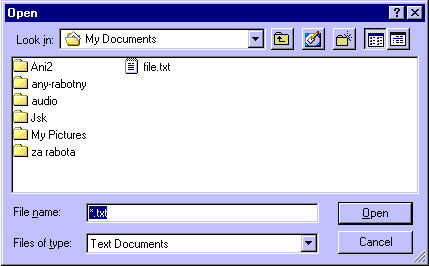 Open
Look in: My Documents
Ani2 file.txt
any-rabotny
audio
Jsk
My Pictures
za rabota
File name: *.txt Open
Files of type: Text Documents Cancel